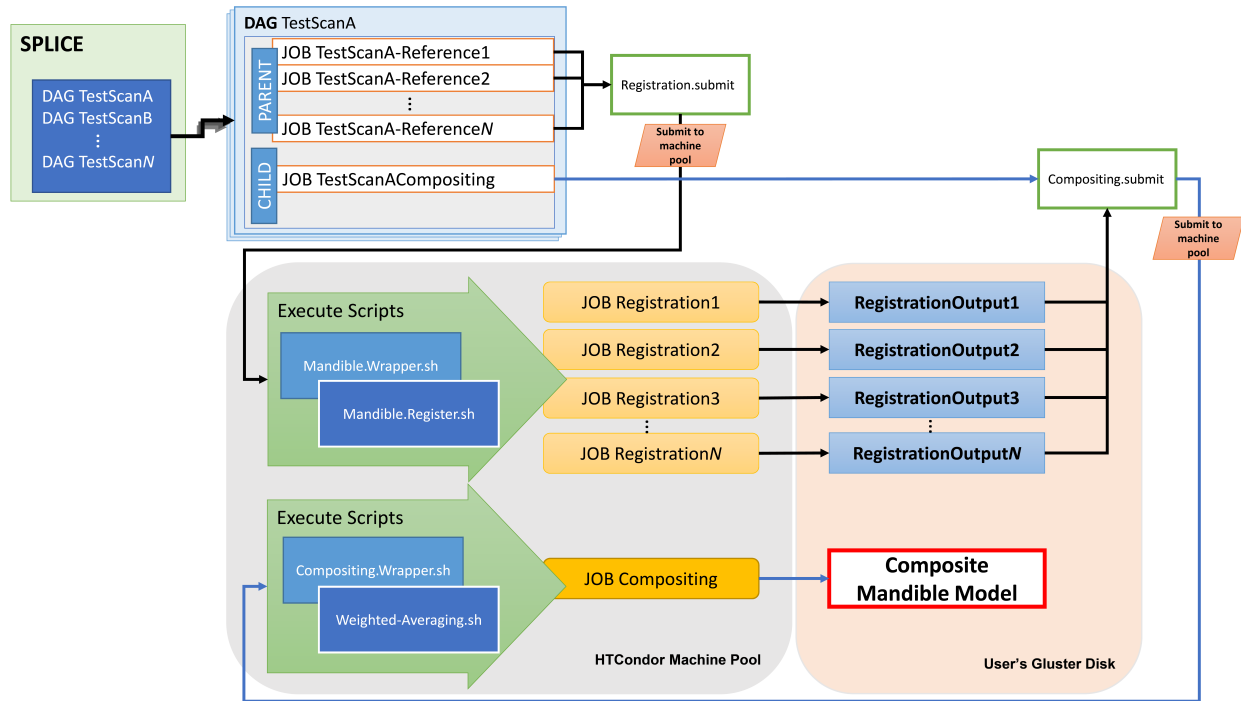 SPLICE
DAG TestScanA
DAG TestScanB
⋮
DAG TestScanN
DAG TestScanA
PARENT
JOB TestScanA-Reference1
JOB TestScanA-Reference2
⋮
JOB TestScanA-ReferenceN
CHILD
JOB TestScanACompositing
Registration.submit
Submit to
machine
pool
Compositing.submit
Submit to
machine
pool
Execute Scripts
Mandible.Wrapper.sh
Mandible.Register.sh
JOB Registration1
JOB Registration2
JOB Registration3
⋮
JOB RegistrationN
RegistrationOutput1
RegistrationOutput2
RegistrationOutput3
⋮
RegistrationOutputN
Execute Scripts
Compositing.Wrapper.sh
Weighted-Averaging.sh
JOB Compositing
Composite
Mandible Model
HTCondor Machine Pool
User's Gluster Disk